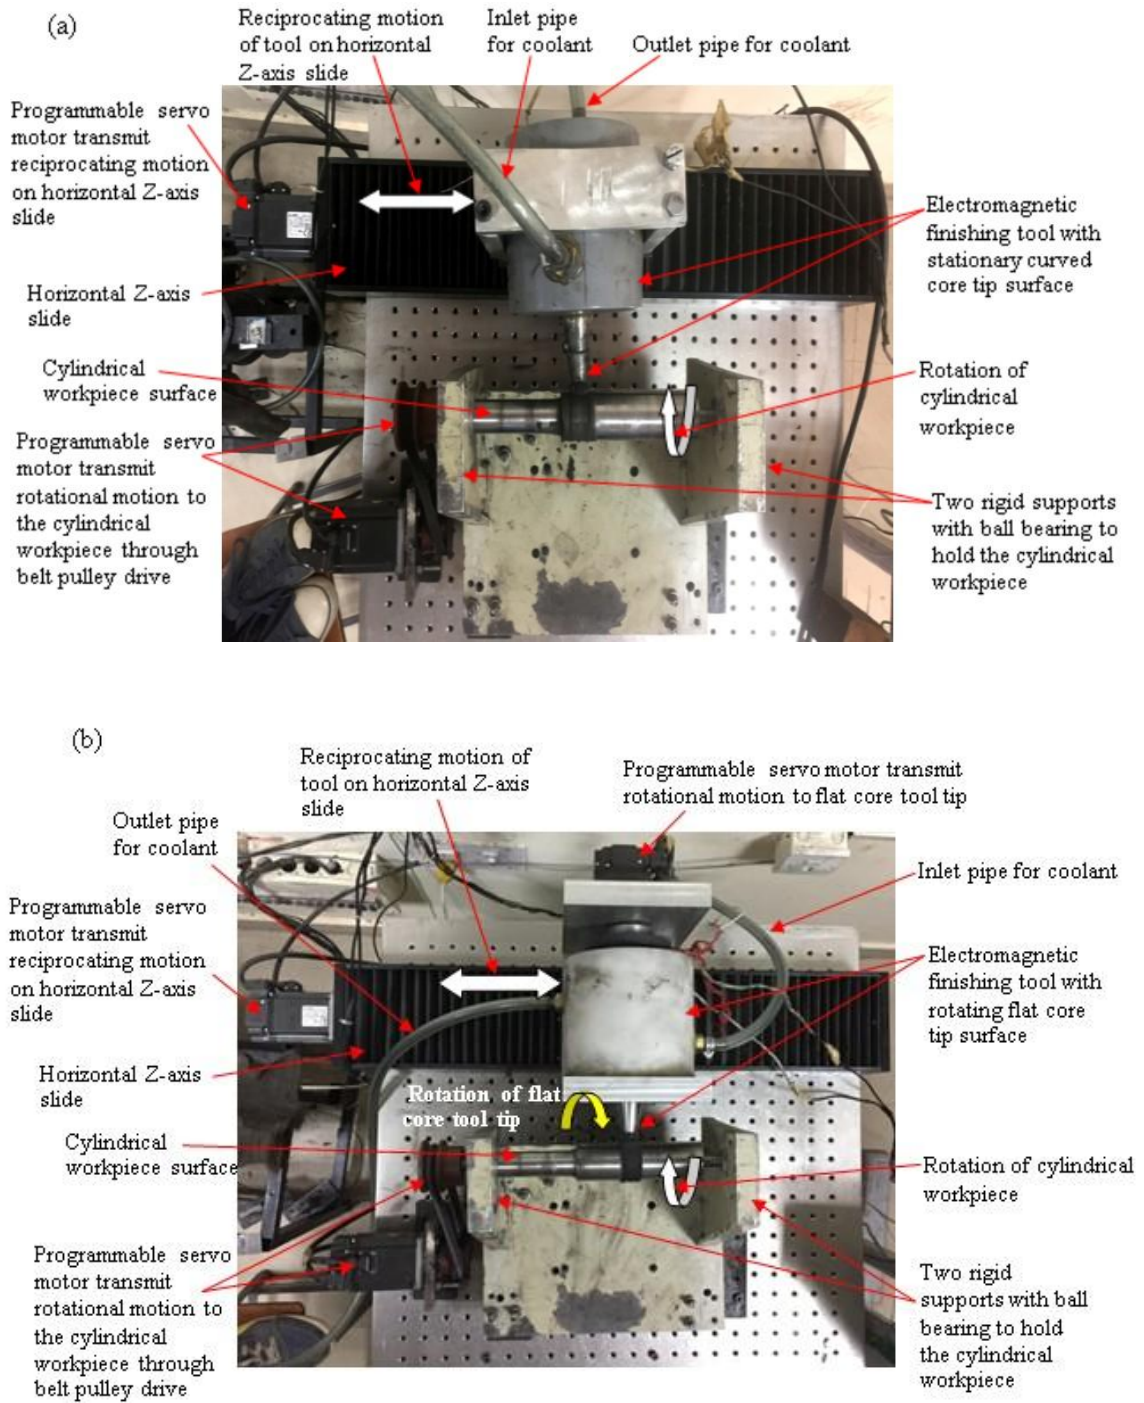 (a)
Reciprocating motion
of tool on horizontal
Z-axis slide
Inlet pipe
for coolant
Outlet pipe for coolant
Programmable servo
motor transmit
reciprocating motion
on horizontal Z-axis
slide
Horizontal Z-axis
slide
Cylindrical
workpiece surface
Programmable servo
motor transmit
rotational motion to
the cylindrical
workpiece through
belt pulley drive
Electromagnetic
finishing tool with
stationary curved
core tip surface
Rotation of
cylindrical
workpiece
Two rigid supports
with ball bearing to
hold the cylindrical
workpiece
(b)
Reciprocating motion of
tool on horizontal Z-axis
slide
Programmable servo motor transmit
rotational motion to flat core tool tip
Outlet pipe
for coolant
Programmable servo
motor transmit
reciprocating motion
on horizontal Z-axis
slide
Horizontal Z-axis
slide
Rotation of flat
core tool tip
Cylindrical
workpiece surface
Programmable servo
motor transmit
rotational motion to
the cylindrical
workpiece through
belt pulley drive
Inlet pipe for coolant
Electromagnetic
finishing tool with
rotating flat core
tip surface
Rotation of cylindrical
workpiece
Two rigid
supports with ball
bearing to hold
the cylindrical
workpiece